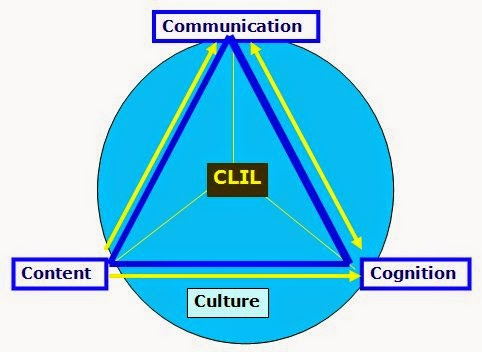 Communication
CLIL
Content
Cognition
Culture